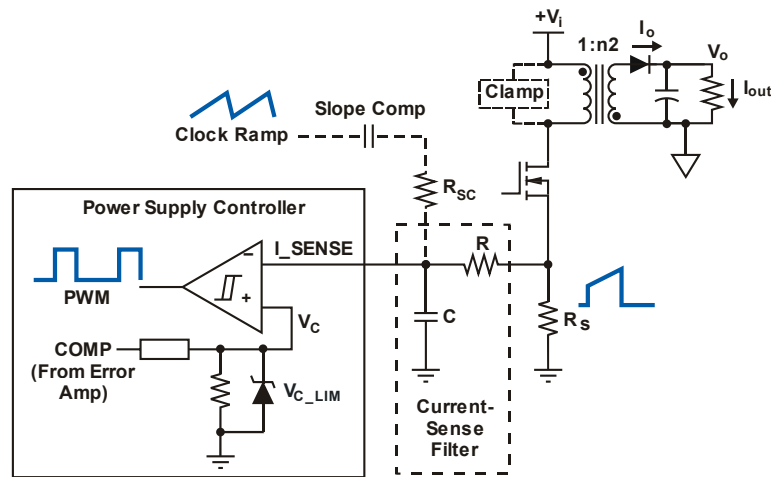 +Vi
1:n2
Io
Vo
Iout
Clamp
Slope Comp
Clock Ramp
RSC
Power Supply Controller
I_SENSE
R
PWM
VC
C
RS
COMP
(From Error
Amp)
VC_LIM
Current-
Sense
Filter
−
+